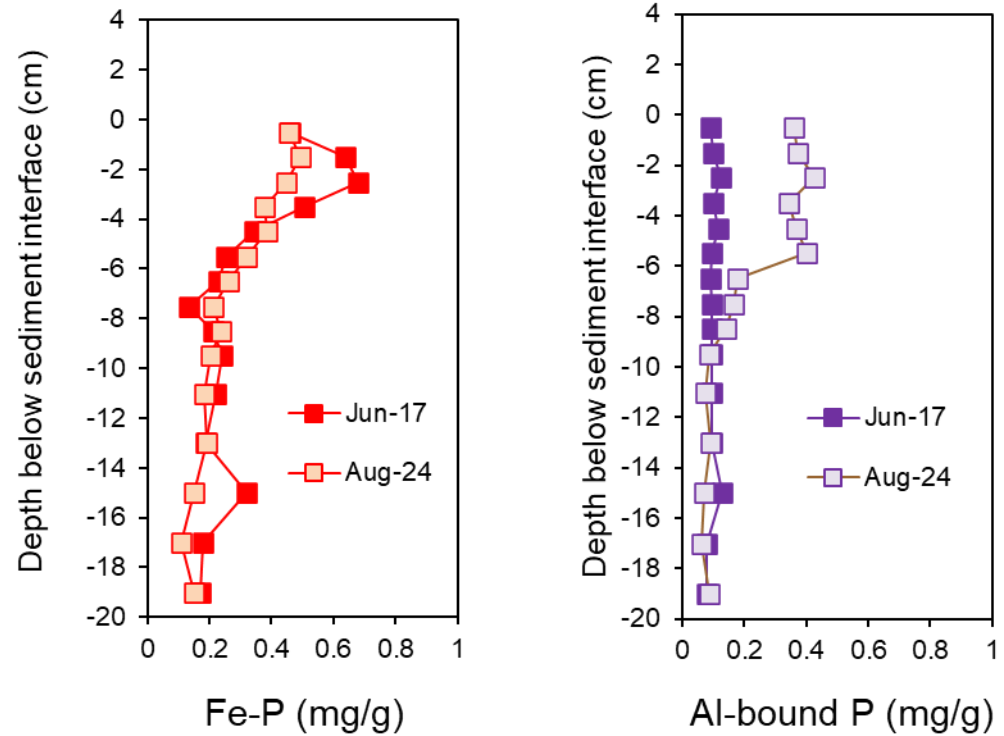 Depth below sediment interface (cm)
4
2
0
-2
-4
-6
-8
-10
-12
-14
-16
-18
-20
0 0.2 0.4 0.6 0.8 1
Fe-P (mg/g)
Jun-17
Aug-24
Depth below sediment interface (cm)
4
2
0
-2
-4
-6
-8
-10
-12
-14
-16
-18
-20
0 0.2 0.4 0.6 0.8 1
Al-bound P (mg/g)
Jun-17
Aug-24